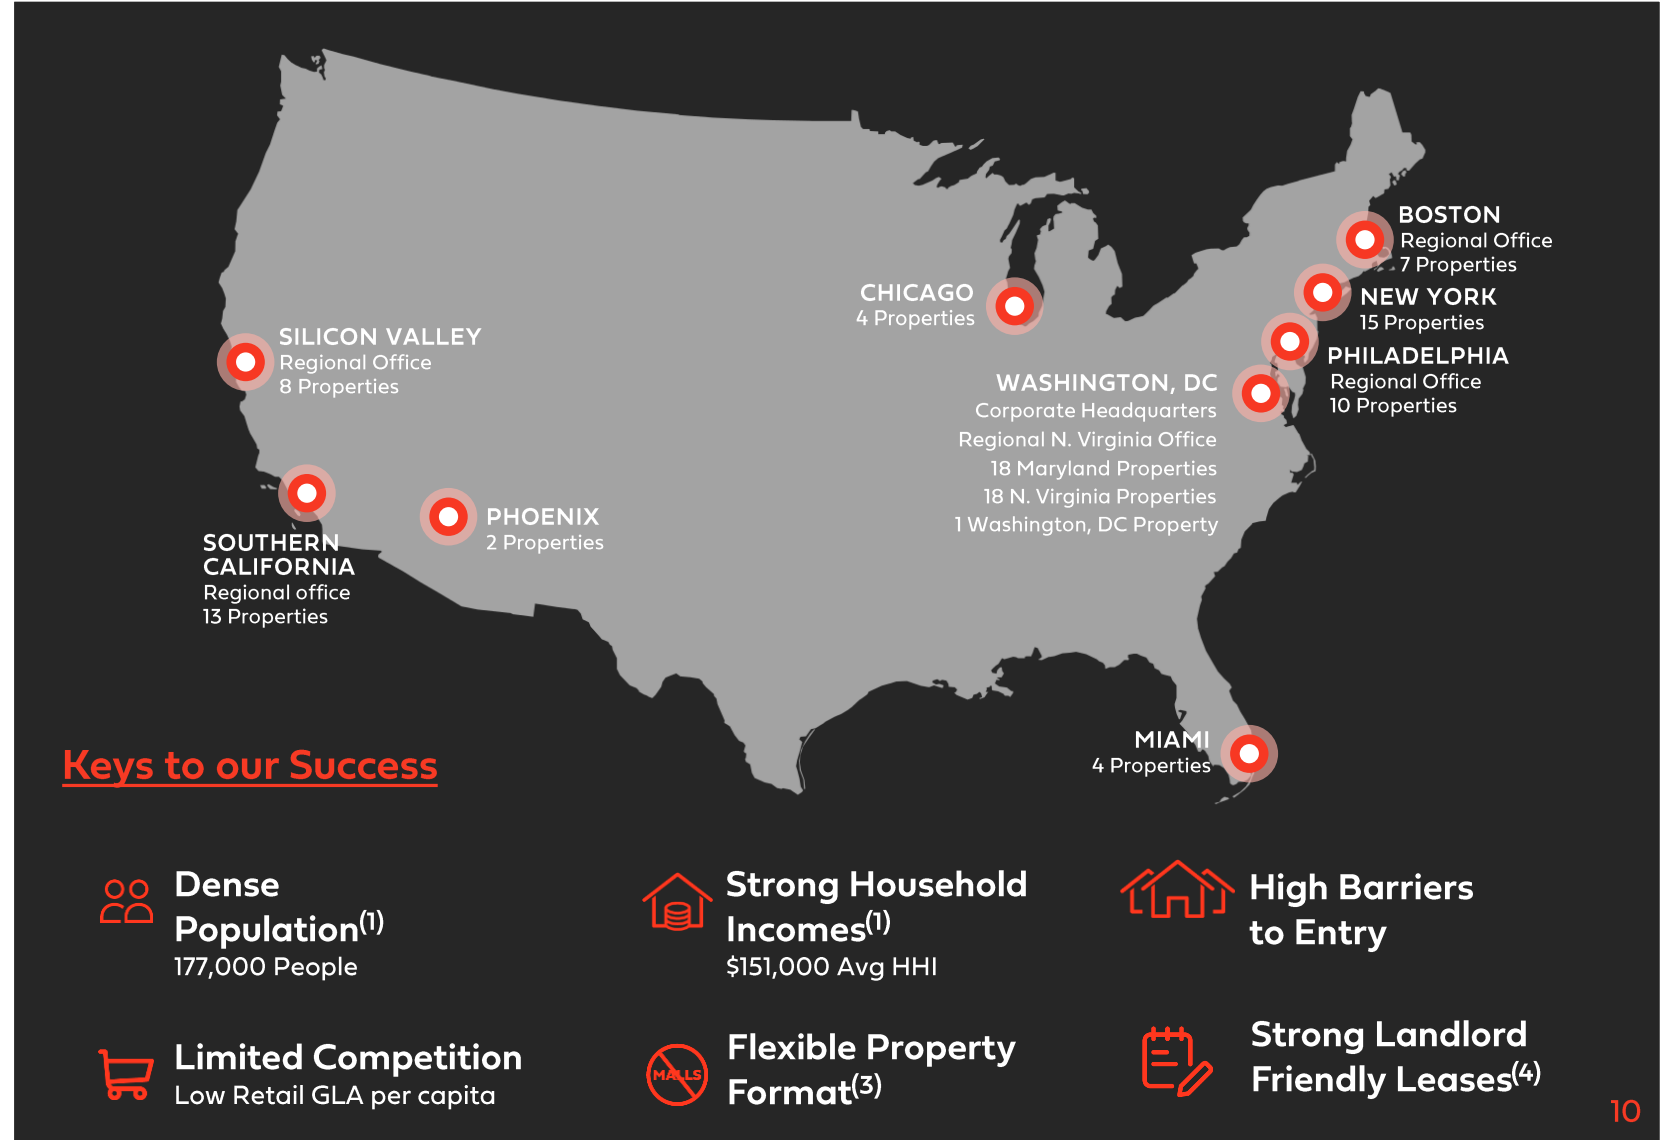 BOSTON
Regional Office
7 Properties
CHICAGO
4 Properties
NEW YORK
15 Properties
SILICON VALLEY
Regional Office
8 Properties
PHILADELPHIA
Regional Office
10 Properties
WASHINGTON, DC
Corporate Headquarters
Regional N. Virginia Office
18 Maryland Properties
18 N. Virginia Properties
1 Washington, DC Property
PHOENIX
2 Properties
SOUTHERN
CALIFORNIA
Regional office
13 Properties
MIAMI
4 Properties
Keys to our Success
Dense
Population(1)
177,000 People
Strong Household
Incomes(1)
$151,000 Avg HHI
High Barriers
to Entry
Limited Competition
Low Retail GLA per capita
MALLS
Flexible Property
Format(3)
Strong Landlord
Friendly Leases(4)
10